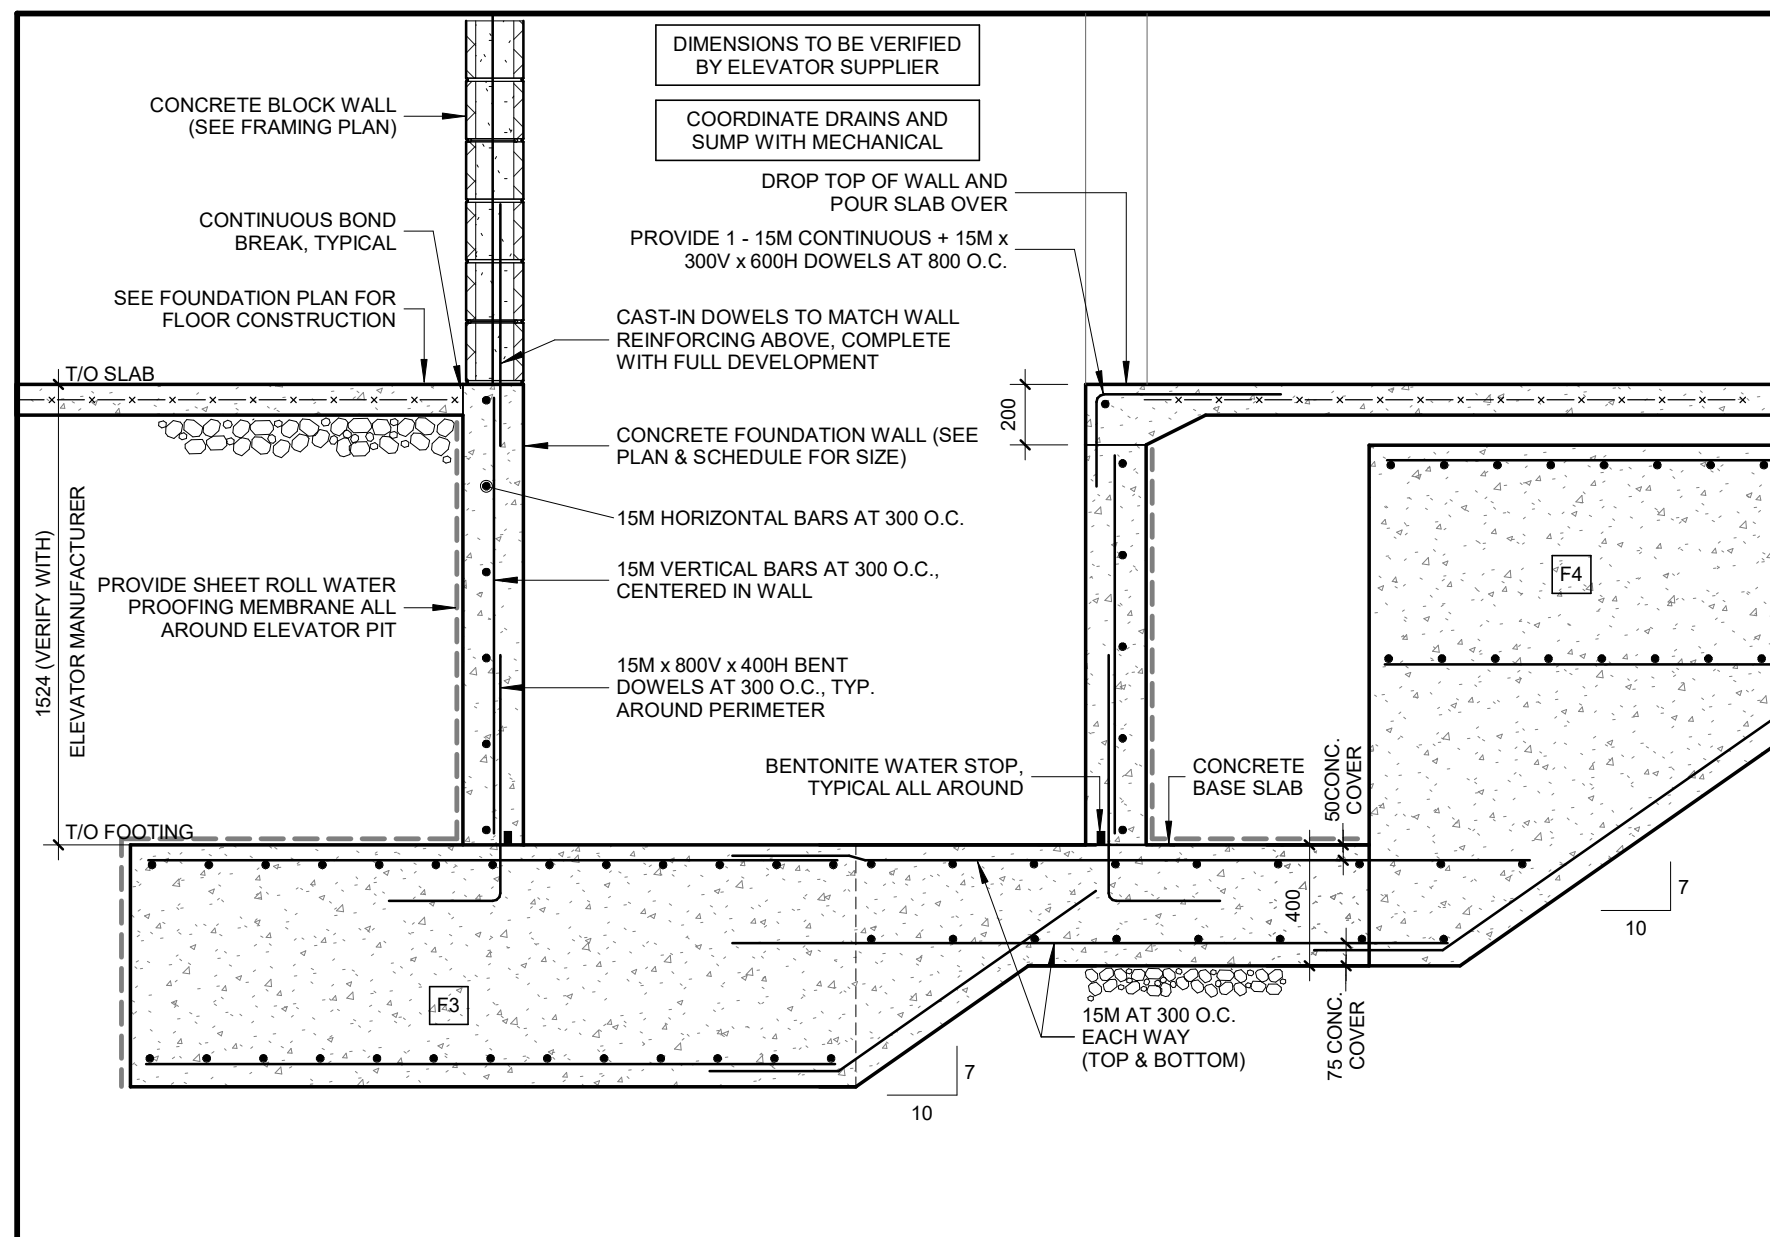 DIMENSIONS TO BE VERIFIED
BY ELEVATOR SUPPLIER
COORDINATE DRAINS AND
SUMP WITH MECHANICAL
CONCRETE BLOCK WALL
(SEE FRAMING PLAN)
DROP TOP OF WALL AND
POUR SLAB OVER
CONTINUOUS BOND
BREAK, TYPICAL
PROVIDE 1 - 15M CONTINUOUS + 15M x
300V x 600H DOWELS AT 800 O.C.
SEE FOUNDATION PLAN FOR
FLOOR CONSTRUCTION
CAST-IN DOWELS TO MATCH WALL
REINFORCING ABOVE, COMPLETE
WITH FULL DEVELOPMENT
T/O SLAB
200
CONCRETE FOUNDATION WALL (SEE
PLAN & SCHEDULE FOR SIZE)
15M HORIZONTAL BARS AT 300 O.C.
1524 (VERIFY WITH)
ELEVATOR MANUFACTURER
PROVIDE SHEET ROLL WATER
PROOFING MEMBRANE ALL
AROUND ELEVATOR PIT
15M VERTICAL BARS AT 300 O.C.,
CENTERED IN WALL
F4
15M x 800V x 400H BENT
DOWELS AT 300 O.C., TYP.
AROUND PERIMETER
BENTONITE WATER STOP,
TYPICAL ALL AROUND
CONCRETE
BASE SLAB
50CONC.
COVER
T/O FOOTING
400
7
10
F3
15M AT 300 O.C.
EACH WAY
(TOP & BOTTOM)
75 CONC.
COVER
7
10